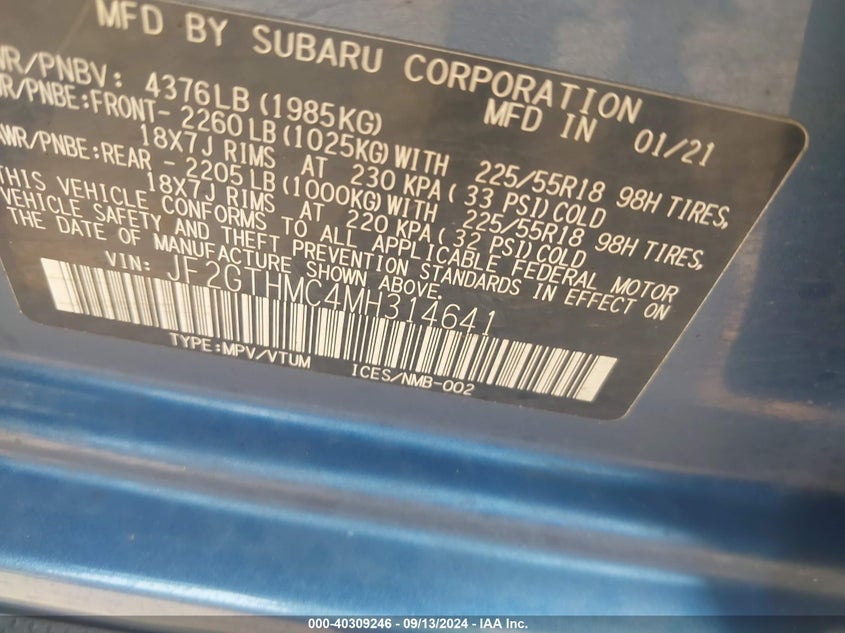 MFD BY SUBARU CORPORATION
WR/PNBV: 4376LB (1985KG) MFD IN 01/21
WR/PNBE:FRONT- 2260LB (1025KG) WITH 225/55R18 98H TIRES,
18X7J RIMS AT 230 KPA( 33 PSI) COLD
AWR/PNBE:REAR - 2205LB (1000KG) WITH 225/55R18 98H TIRES,
18X7J RIMS AT 220 KPA( 32 PSI) COLD
THIS VEHICLE CONFORMS TO ALL APPLICABLE FEDERAL MOTOR
VEHICLE SAFETY AND THEFT PREVENTION STANDARDS IN EFFECT ON
THE DATE OF MANUFACTURE SHOWN ABOVE.
VIN: JF2GTHMC4MH314641
TYPE:MPV/VTUM ICES/NMB-002
000-40309246 - 09/13/2024 - IAA Inc.